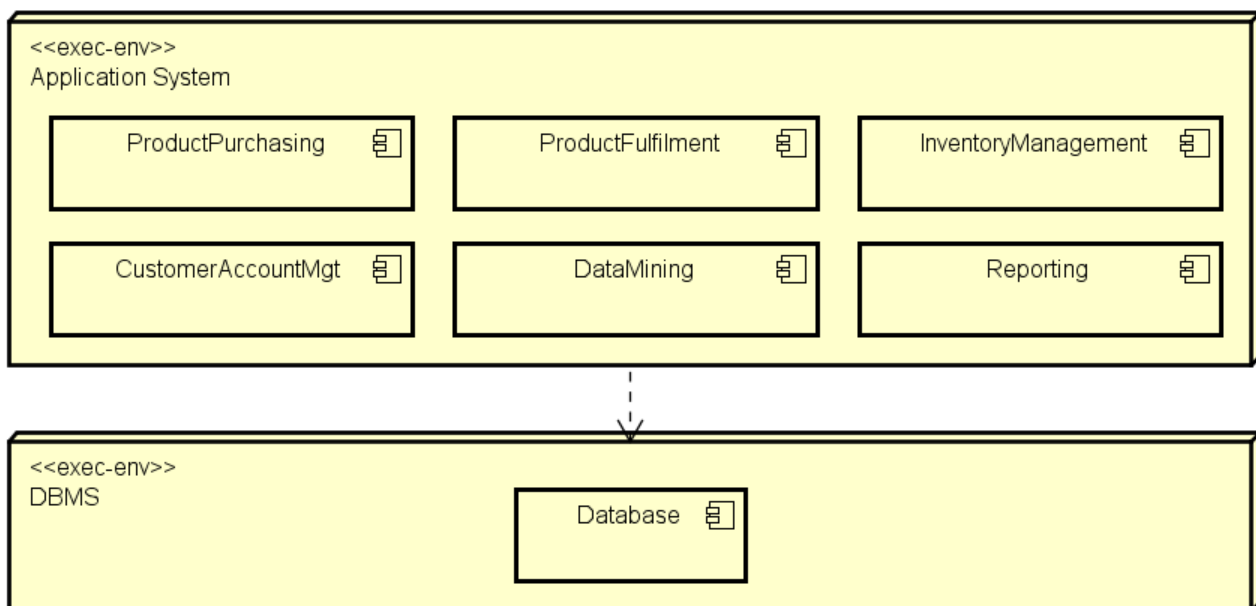 <<exec-env>>
Application System
ProductPurchasing
ProductFulfilment
InventoryManagement
CustomerAccountMgt
DataMining
Reporting
<<exec-env>>
DBMS
Database